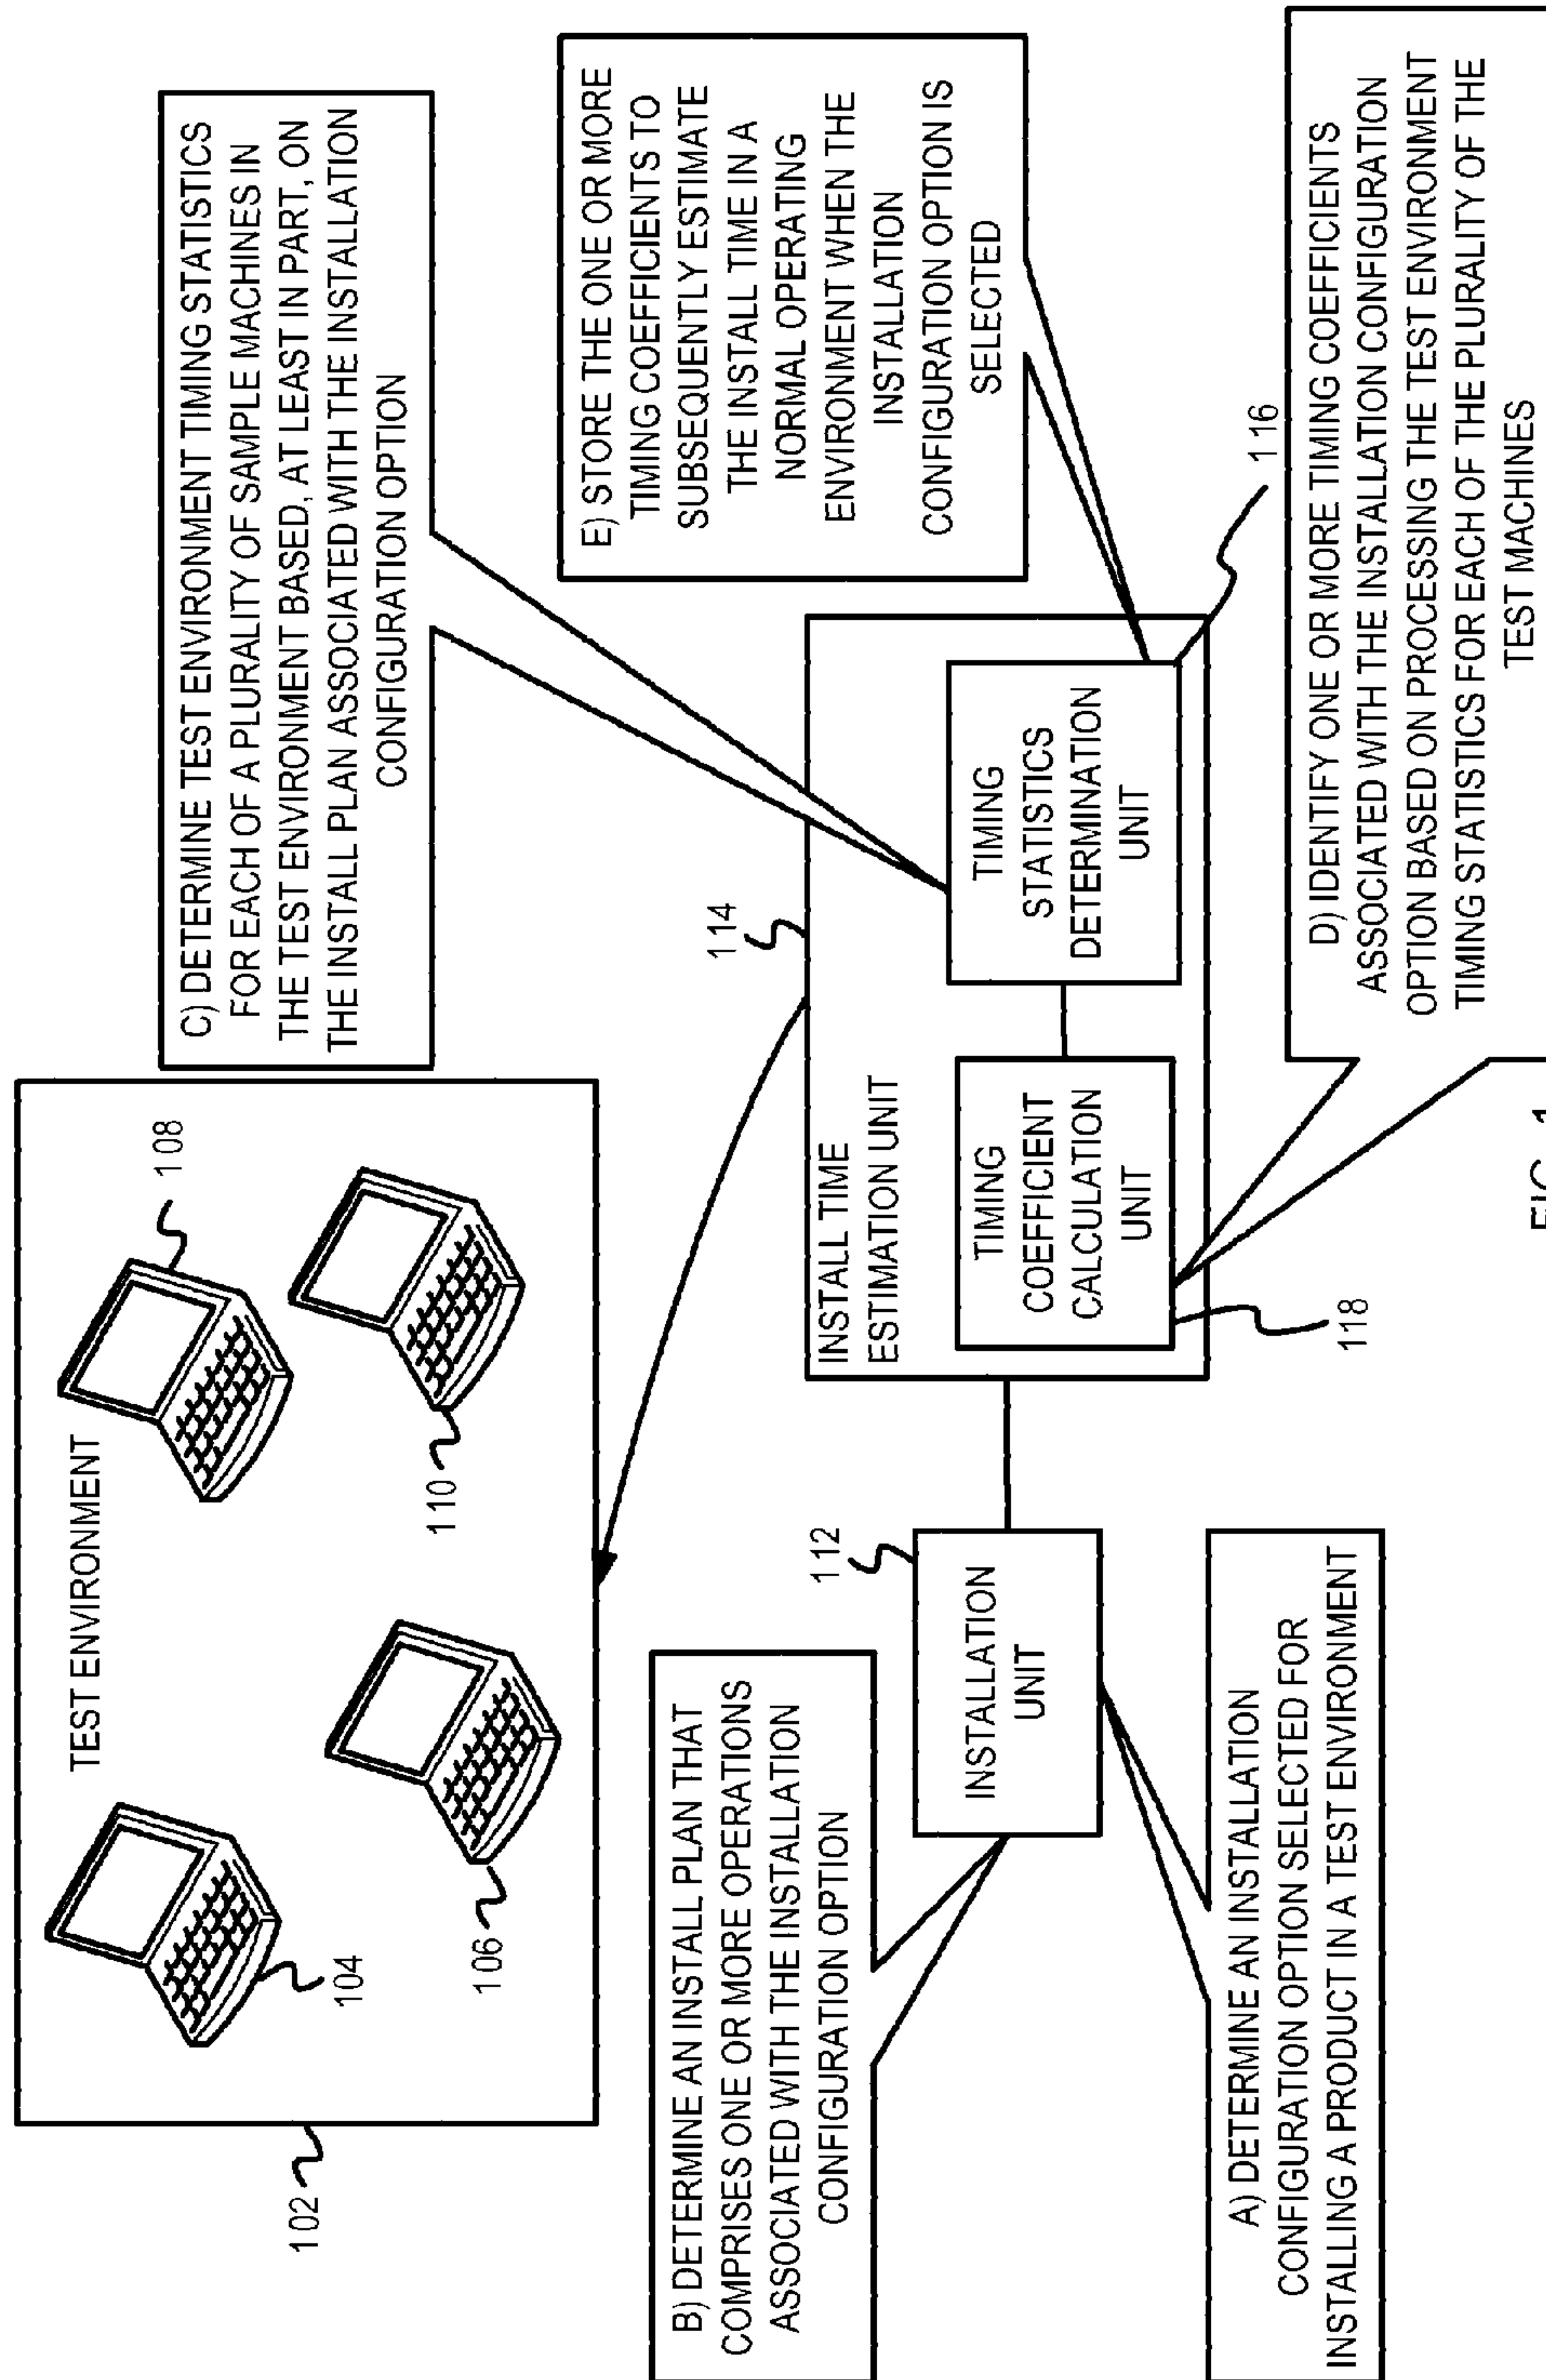 102
TEST ENVIRONMENT
104
106
108
110
C) DETERMINE TEST ENVIRONMENT TIMING STATISTICS
FOR EACH OF A PLURALITY OF SAMPLE MACHINES IN
THE TEST ENVIRONMENT BASED, AT LEAST IN PART, ON
THE INSTALL PLAN ASSOCIATED WITH THE INSTALLATION
CONFIGURATION OPTION
B) DETERMINE AN INSTALL PLAN THAT
COMPRISES ONE OR MORE OPERATIONS
ASSOCIATED WITH THE INSTALLATION
CONFIGURATION OPTION
112
INSTALLATION
UNIT
114
INSTALL TIME
ESTIMATION UNIT
TIMING
COEFFICIENT
CALCULATION
UNIT
118
TIMING
STATISTICS
DETERMINATION
UNIT
116
E) STORE THE ONE OR MORE
TIMING COEFFICIENTS TO
SUBSEQUENTLY ESTIMATE
THE INSTALL TIME IN A
NORMAL OPERATING
ENVIRONMENT WHEN THE
INSTALLATION
CONFIGURATION OPTION IS
SELECTED
A) DETERMINE AN INSTALLATION
CONFIGURATION OPTION SELECTED FOR
INSTALLING A PRODUCT IN A TEST ENVIRONMENT
D) IDENTIFY ONE OR MORE TIMING COEFFICIENTS
ASSOCIATED WITH THE INSTALLATION CONFIGURATION
OPTION BASED ON PROCESSING THE TEST ENVIRONMENT
TIMING STATISTICS FOR EACH OF THE PLURALITY OF THE
TEST MACHINES
FIG. 1